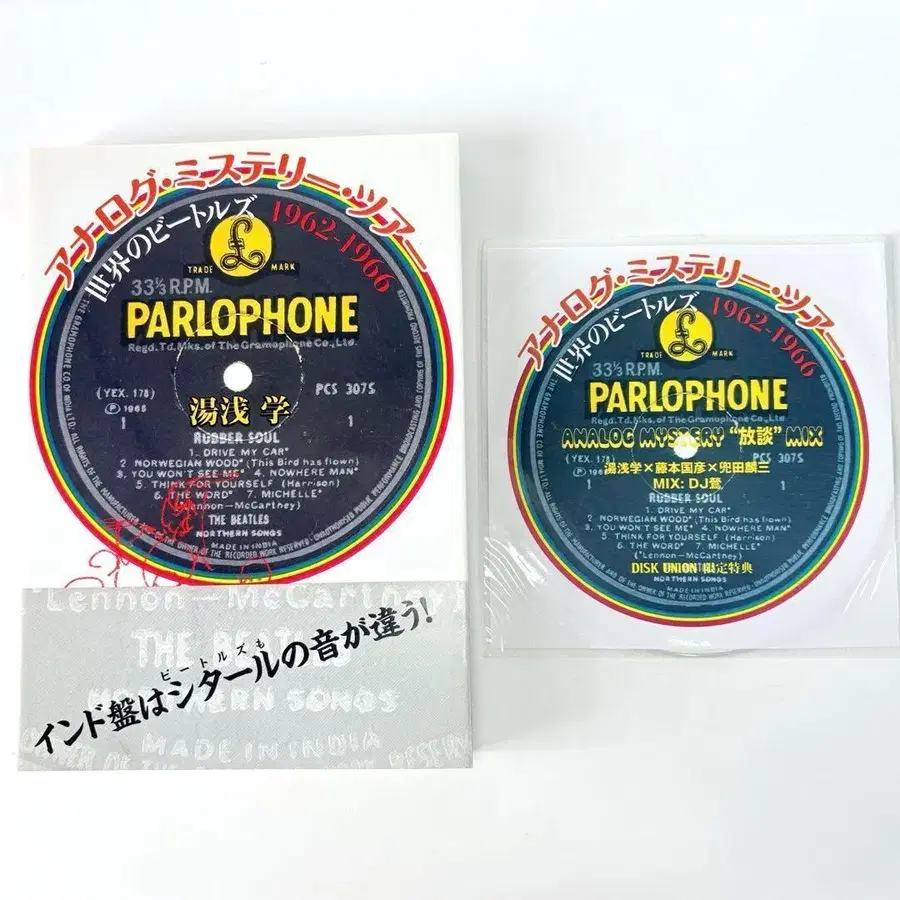 アナログ・ミステリー・ツアー
世界のビートルズ
1962-1966
£
TRADE MARK
33⅓ R.P.M.
PARLOPHONE
Regd. Td. Mks. of The Gramophone Co., Ltd.
(YEX. 178)
PCS 3075
Ⓟ 1965
湯浅 学
1
1
RUBBER SOUL
1. DRIVE MY CAR"
2 NORWEGIAN WOOD" (This Bird has flown)
3. YOU WON'T SEE ME" 4. NOWHERE MAN"
5 THINK FOR YOURSELF (Harrison)
6. THE WORD" 7. MICHELLE"
("Lennon-McCartney)
THE BEATLES
NORTHERN SONGS
MADE IN INDIA
"Lennon-McCartney)
NORTHERN SONGS
MADE IN INDIA
ビートルズも
インド盤はシタールの音が違う!
アナログ・ミステリー・ツアー
世界のビートルズ
1962-1966
£
TRADE MARK
33⅓ R.P.M.
PARLOPHONE
Regd. Td. Mks. of The Gramophone Co., Ltd.
ANALOG MYSTERY "放談" MIX
(YEX. 178)
PCS 3075
湯浅学×藤本国彦×兜田麟三
MIX: DJ鶯
1
1
RUBBER SOUL
1. DRIVE MY CAR"
2 NORWEGIAN WOOD" (This Bird has flown)
3. YOU WON'T SEE ME" 4. NOWHERE MAN"
5 THINK FOR YOURSELF (Harrison)
6. THE WORD" 7. MICHELLE"
("Lennon-McCartney)
DISK UNION 限定特典
NORTHERN SONGS
MADE IN INDIA